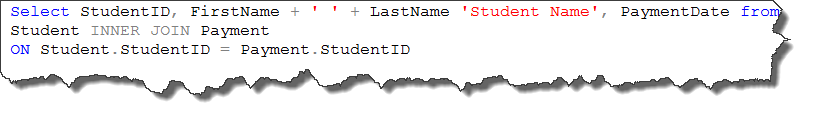 Select StudentID, FirstName + ' ' + LastName 'Student Name', PaymentDate from
Student INNER JOIN Payment
ON Student.StudentID = Payment.StudentID